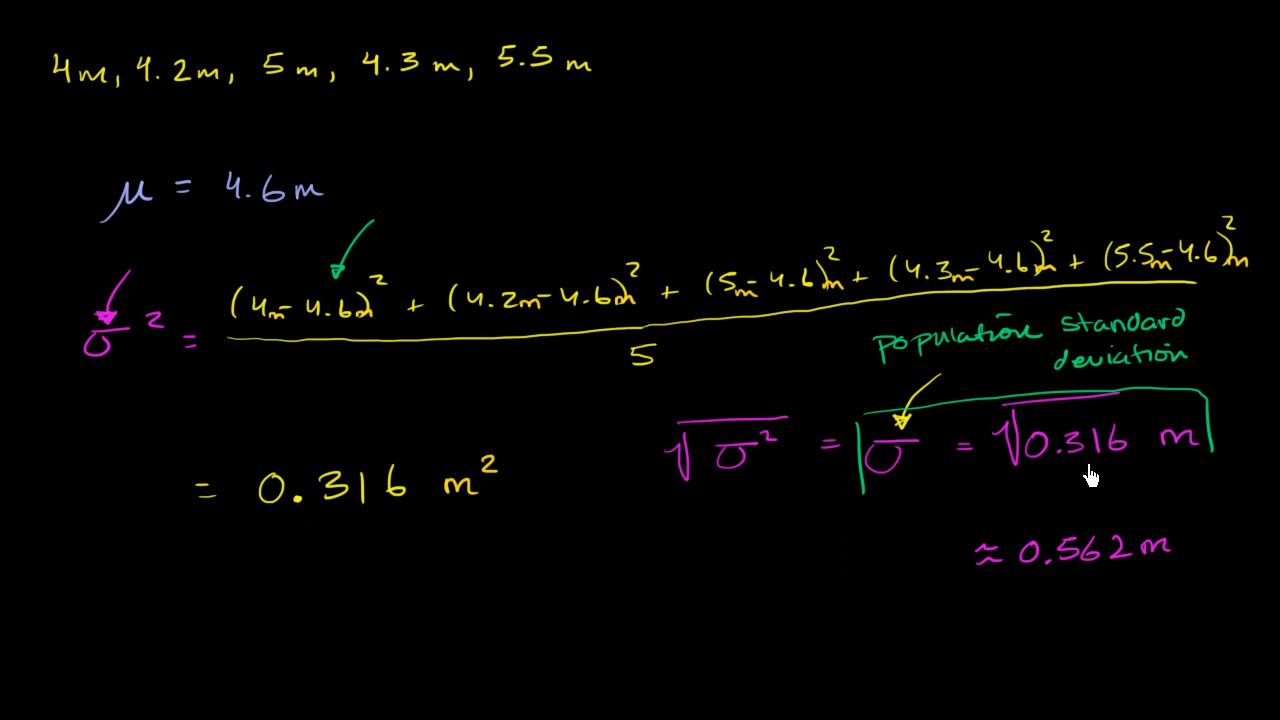 4m, 4.2m, 5m, 4.3m, 5.5m
μ = 4.6m
σ² = (4m-4.6m)² + (4.2m-4.6m)² + (5m-4.6m)² + (4.3m-4.6m)² + (5.5m-4.6)²m
5
population standard
deviation
√σ² = σ = √0.316 m
= 0.316 m²
≈ 0.562m